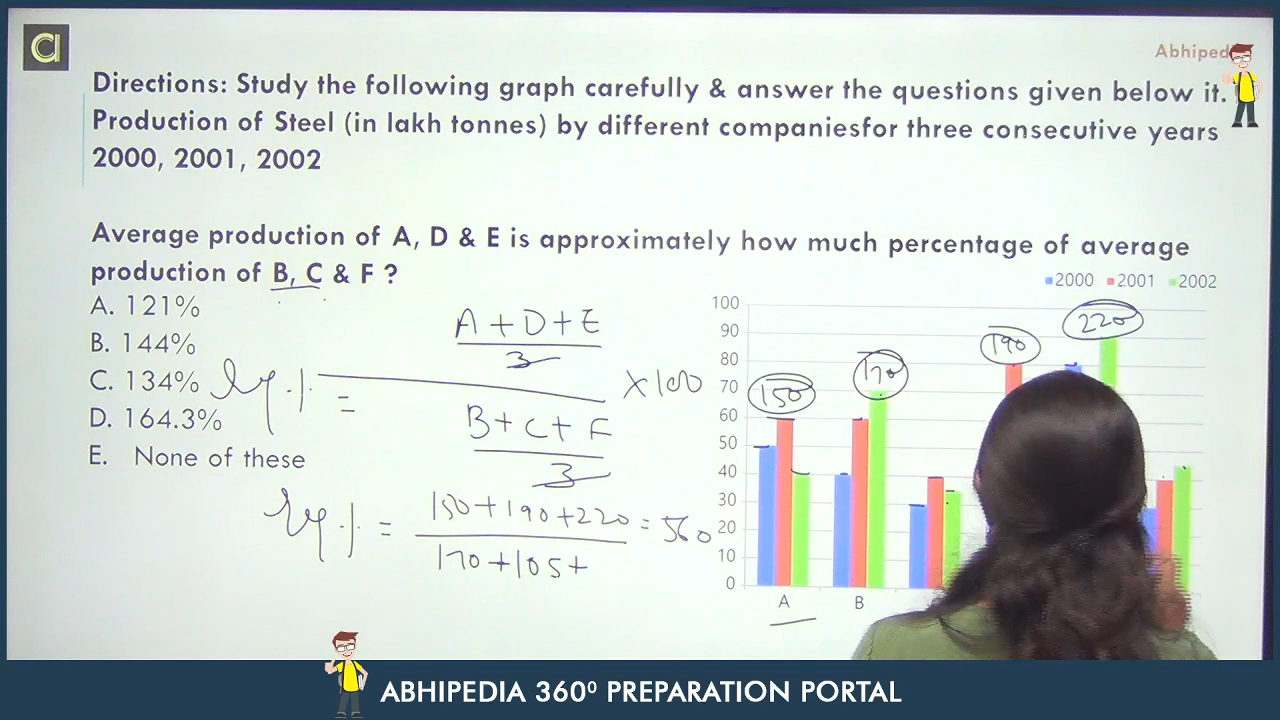 a
Abhiped
Directions: Study the following graph carefully & answer the questions given below it.
Production of Steel (in lakh tonnes) by different companiesfor three consecutive years
2000, 2001, 2002
Average production of A, D & E is approximately how much percentage of average
production of B, C & F ?
A. 121%
B. 144%
C. 134%
D. 164.3%
E. None of these
A + D + E
3
=
× 100
B + C + F
3
= 150 + 190 + 220 = 560
170 + 105 +
2000 2001 2002
100
90
80
70
60
50
40
30
20
10
0
150
170
190
220
A B
ABHIPEDIA 360⁰ PREPARATION PORTAL